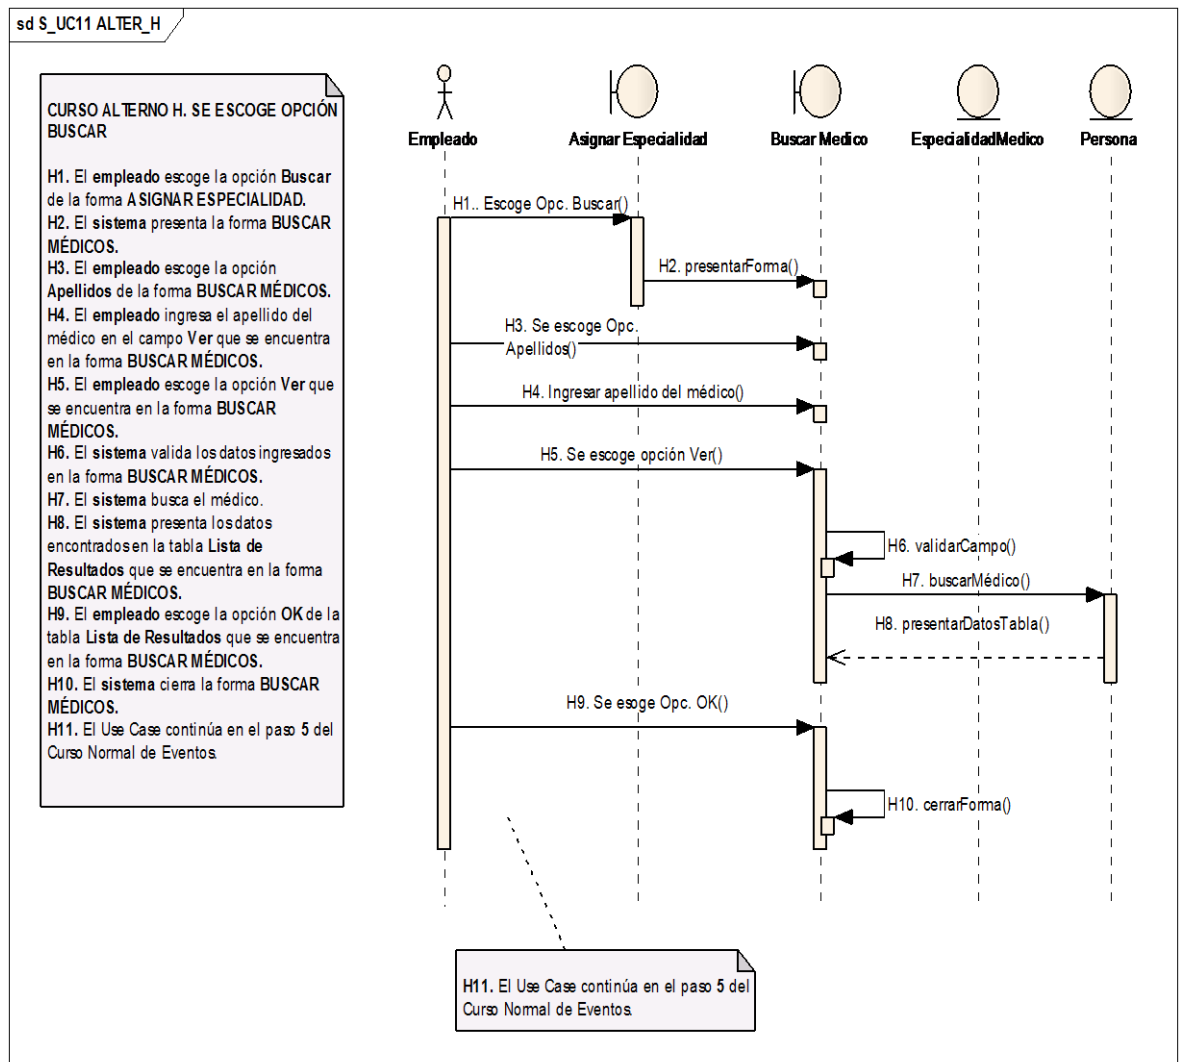 sd S_UC11 ALTER_H
CURSO ALTERNO H. SE ESCOGE OPCIÓN
BUSCAR
H1. El empleado escoge la opción Buscar
de la forma ASIGNAR ESPECIALIDAD.
H2. El sistema presenta la forma BUSCAR
MÉDICOS.
H3. El empleado escoge la opción
Apellidos de la forma BUSCAR MÉDICOS.
H4. El empleado ingresa el apellido del
médico en el campo Ver que se encuentra
en la forma BUSCAR MÉDICOS.
H5. El empleado escoge la opción Ver que
se encuentra en la forma BUSCAR
MÉDICOS.
H6. El sistema valida los datos ingresados
en la forma BUSCAR MÉDICOS.
H7. El sistema busca el médico.
H8. El sistema presenta los datos
encontrados en la tabla Lista de
Resultados que se encuentra en la forma
BUSCAR MÉDICOS.
H9. El empleado escoge la opción OK de la
tabla Lista de Resultados que se encuentra
en la forma BUSCAR MÉDICOS.
H10. El sistema cierra la forma BUSCAR
MÉDICOS.
H11. El Use Case continúa en el paso 5 del
Curso Normal de Eventos.
Empleado
Asignar Especialidad
Buscar Medico
EspecialidadMedico
Persona
H1.. Escoge Opc. Buscar()
H2. presentarForma()
H3. Se escoge Opc.
Apellidos()
H4. Ingresar apellido del médico()
H5. Se escoge opción Ver()
H6. validarCampo()
H7. buscarMédico()
H8. presentarDatosTabla()
H9. Se esoge Opc. OK()
H10. cerrarForma()
H11. El Use Case continúa en el paso 5 del
Curso Normal de Eventos.